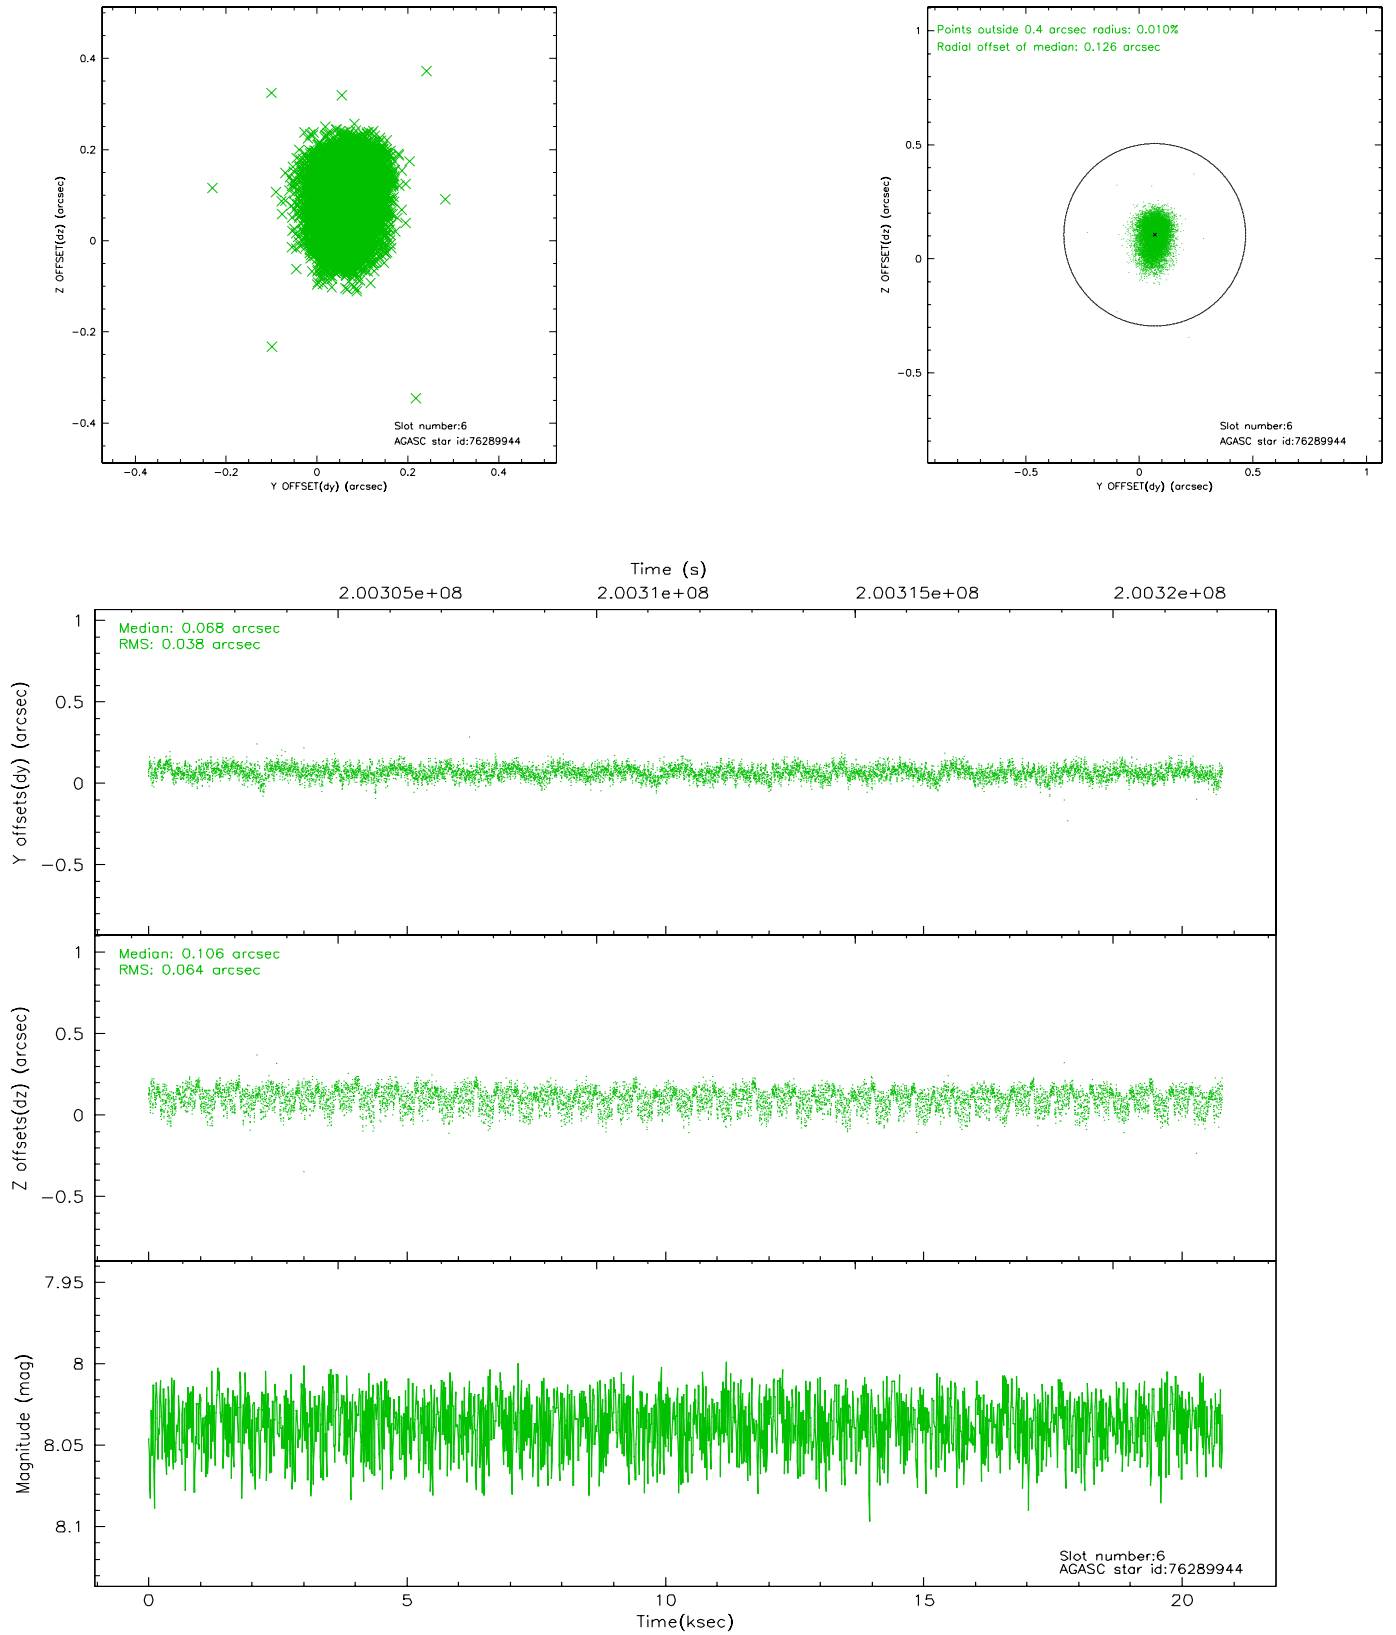 0.4
0.2
0
−0.2
−0.4
Z OFFSET(dz) (arcsec)
Slot number:6
AGASC star id:76289944
−0.4 −0.2 0 0.2 0.4
Y OFFSET(dy) (arcsec)
Points outside 0.4 arcsec radius: 0.010%
Radial offset of median: 0.126 arcsec
1
0.5
0
−0.5
Z OFFSET(dz) (arcsec)
Slot number:6
AGASC star id:76289944
−0.5 0 0.5 1
Y OFFSET(dy) (arcsec)
Time (s)
2.00305e+08 2.0031e+08 2.00315e+08 2.0032e+08
Median: 0.068 arcsec
RMS: 0.038 arcsec
1
0.5
0
−0.5
Y offsets(dy) (arcsec)
Median: 0.106 arcsec
RMS: 0.064 arcsec
1
0.5
0
−0.5
Z offsets(dz) (arcsec)
7.95
8
8.05
8.1
Magnitude (mag)
Slot number:6
AGASC star id:76289944
0 5 10 15 20
Time(ksec)